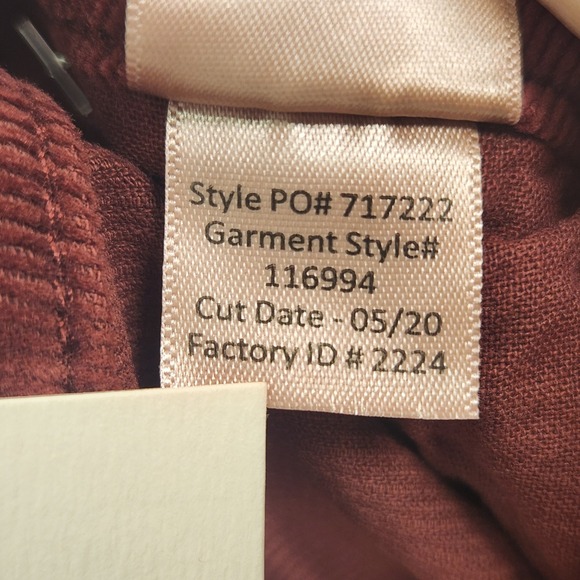 Style PO# 717222
Garment Style#
116994
Cut Date - 05/20
Factory ID # 2224